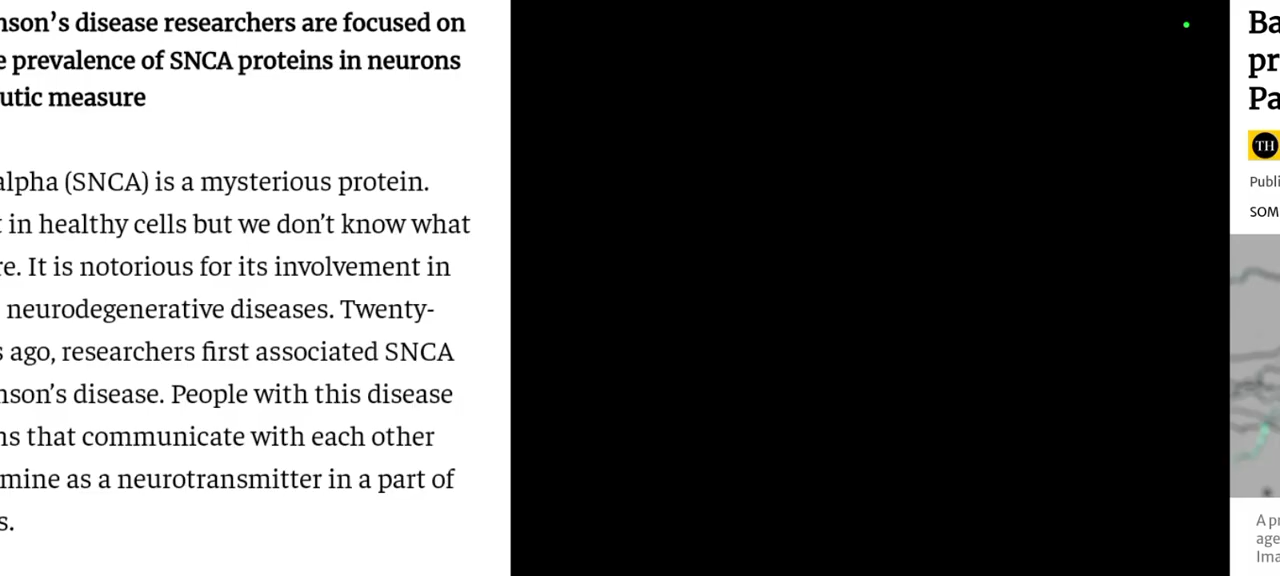 nson’s disease researchers are focused on
e prevalence of SNCA proteins in neurons
utic measure
alpha (SNCA) is a mysterious protein.
t in healthy cells but we don’t know what
re. It is notorious for its involvement in
neurodegenerative diseases. Twenty-
s ago, researchers first associated SNCA
nson’s disease. People with this disease
ns that communicate with each other
mine as a neurotransmitter in a part of
s.
Ba
pr
Pa
TH
Publi
SOM
A pr
age
Ima